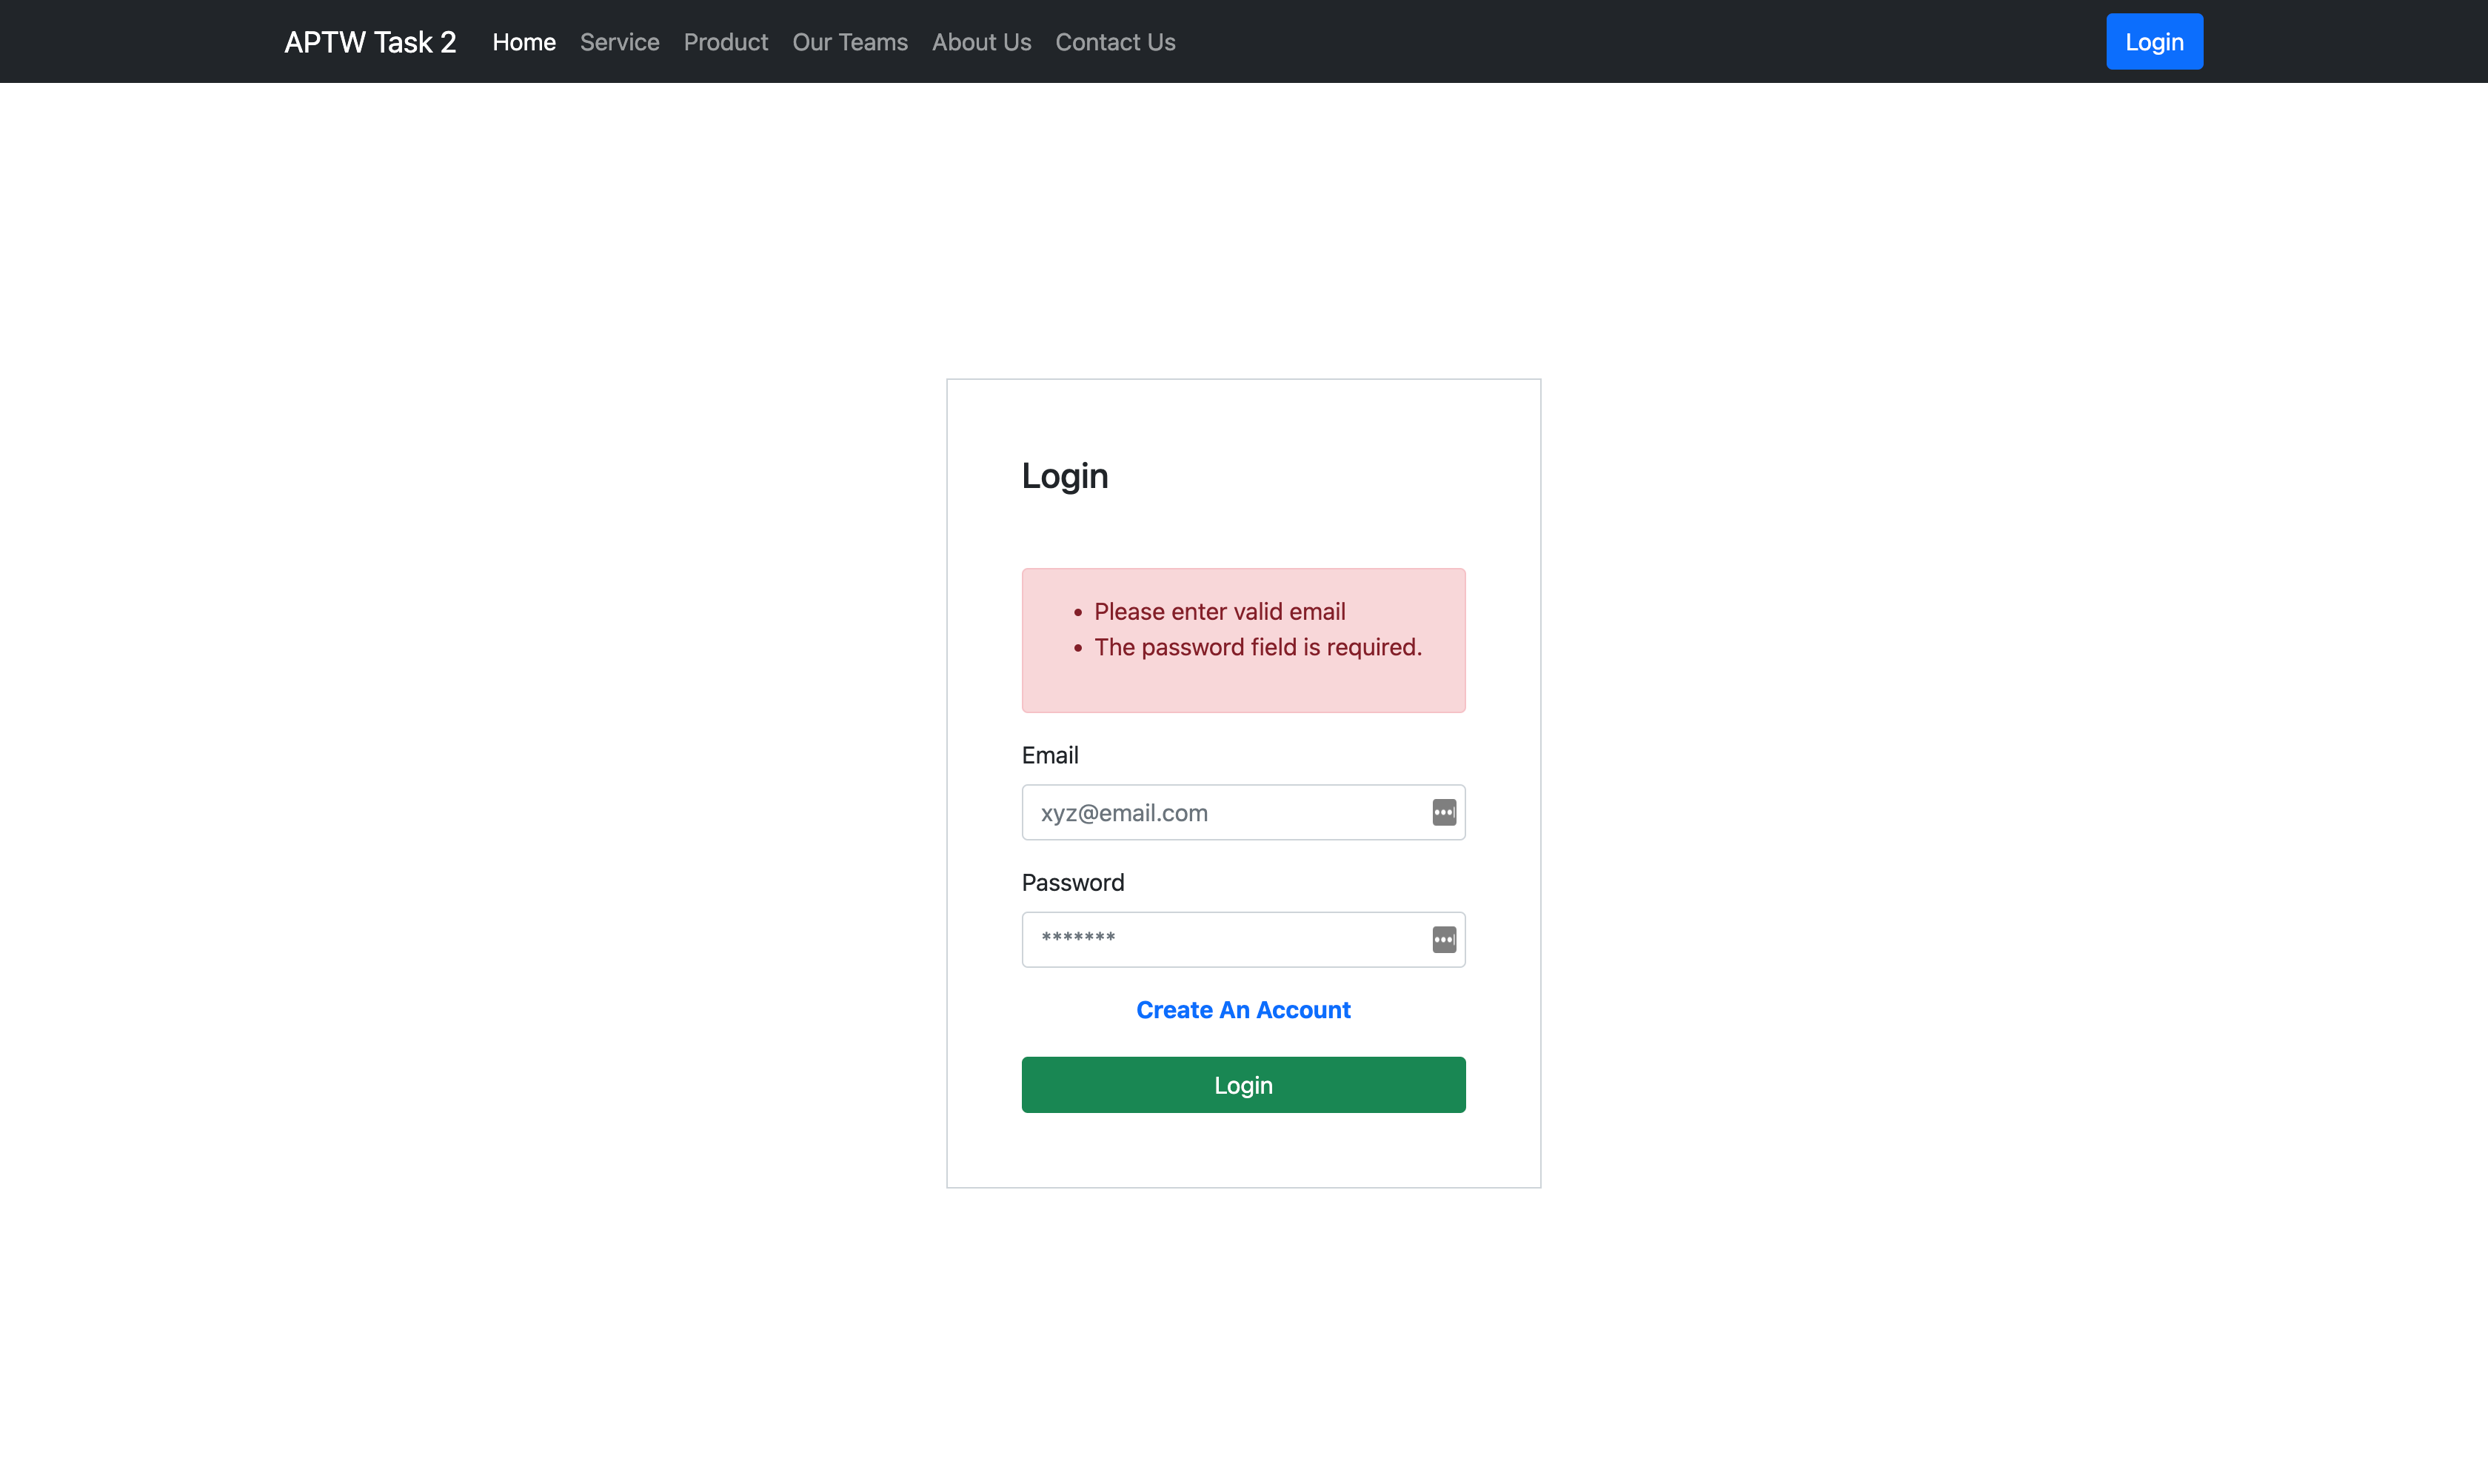 APTW Task 2 Home Service Product Our Teams About Us Contact Us Login
Login
• Please enter valid email
• The password field is required.
Email
xyz@email.com
Password
*******
Create An Account
Login